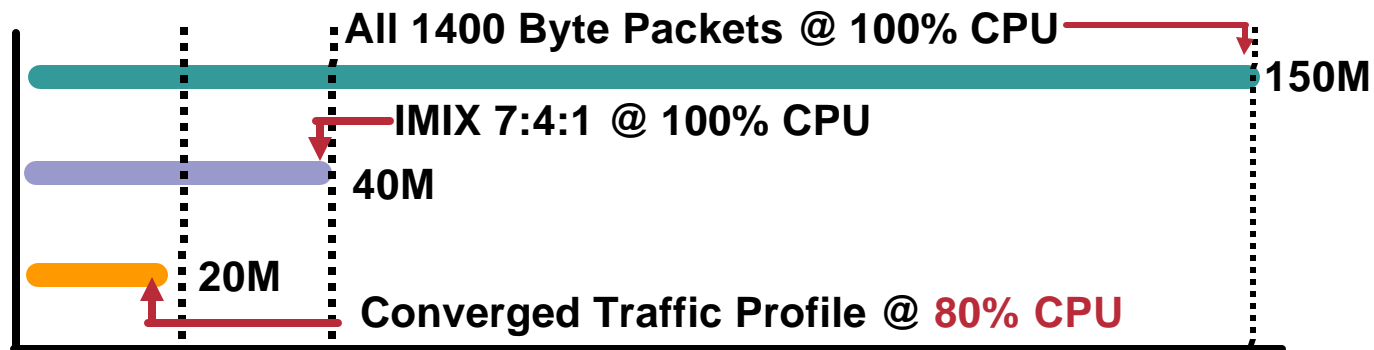 All 1400 Byte Packets @ 100% CPU
150M
IMIX 7:4:1 @ 100% CPU
40M
20M
Converged Traffic Profile @ 80% CPU